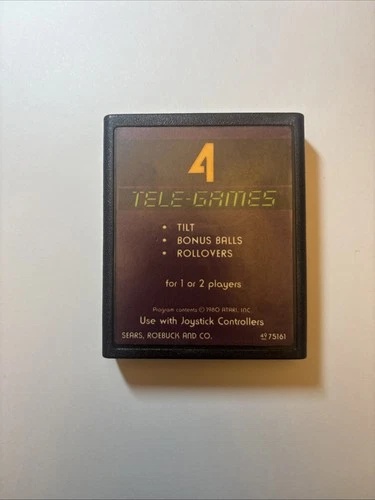 4
TELE-GAMES
• TILT
• BONUS BALLS
• ROLLOVERS
for 1 or 2 players
Program contents © 1980 ATARI, INC.
Use with Joystick Controllers
SEARS, ROEBUCK AND CO. 49 75161